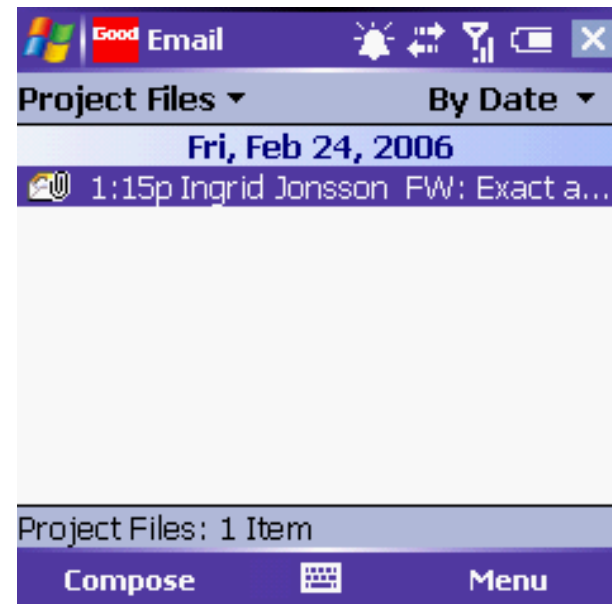 Good Email
Project Files By Date
Fri, Feb 24, 2006
1:15p Ingrid Jonsson FW: Exact a...
Project Files: 1 Item
Compose Menu